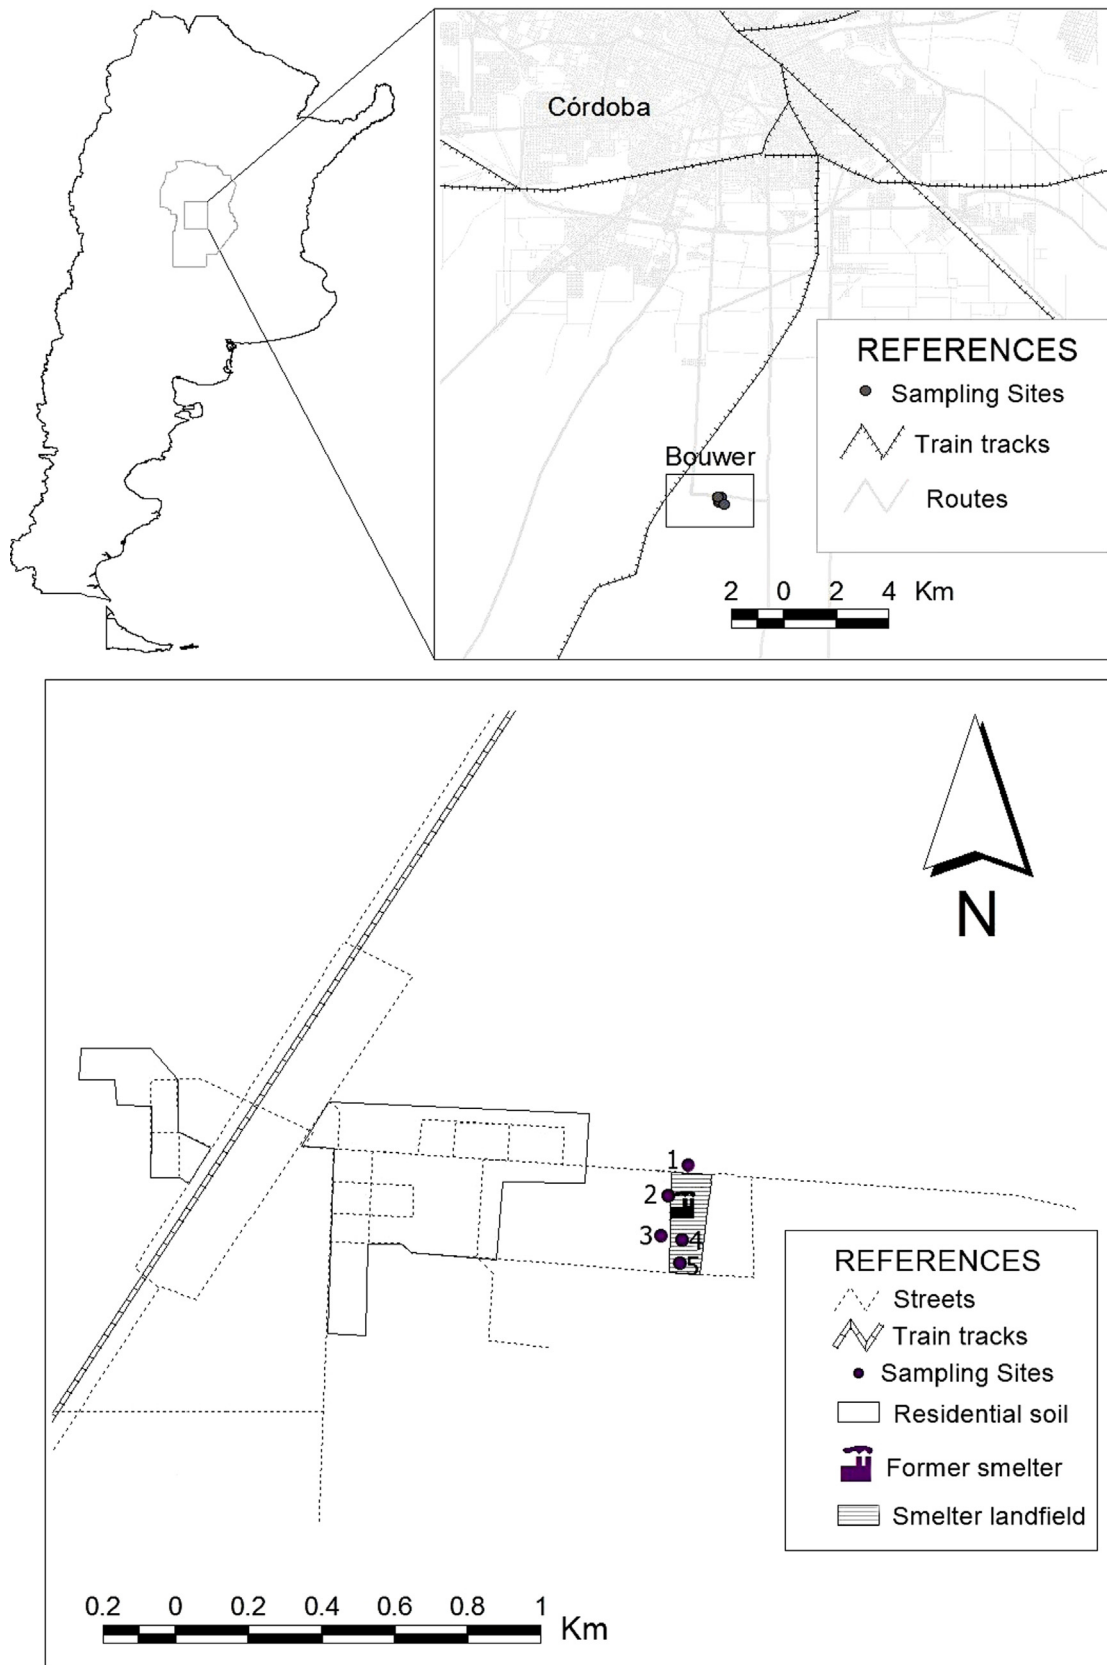 Córdoba
REFERENCES
Sampling Sites
Train tracks
Routes
Bouwer
2 0 2 4 Km
N
1
2
3
4
5
REFERENCES
Streets
Train tracks
Sampling Sites
Residential soil
Former smelter
Smelter landfield
0.2 0 0.2 0.4 0.6 0.8 1 Km